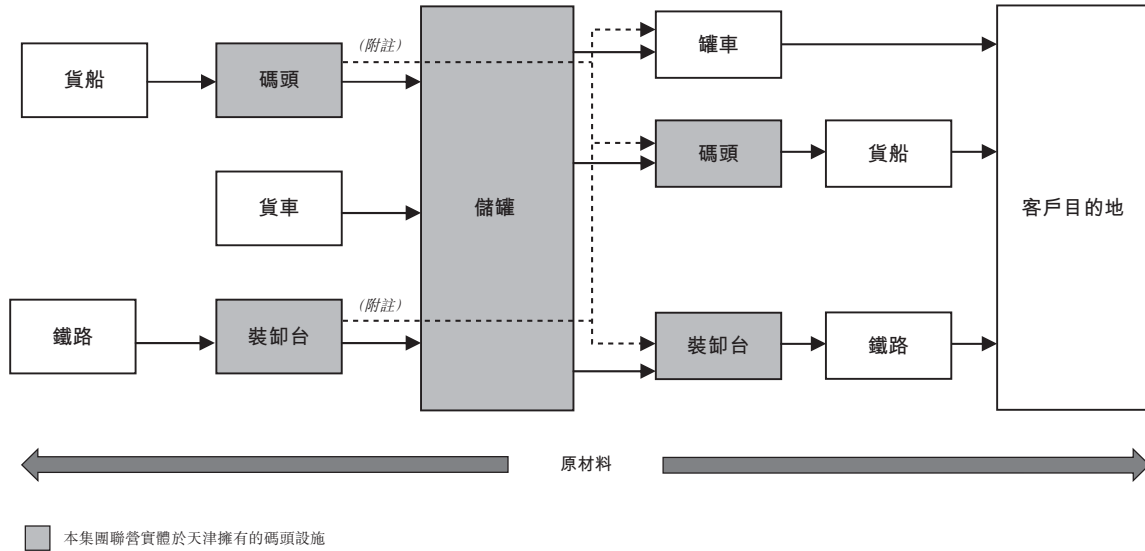 貨船
碼頭
(附註)
貨車
鐵路
裝卸台
(附註)
儲罐
罐車
碼頭
貨船
裝卸台
鐵路
客戶目的地
原材料
本集團聯營實體於天津擁有的碼頭設施